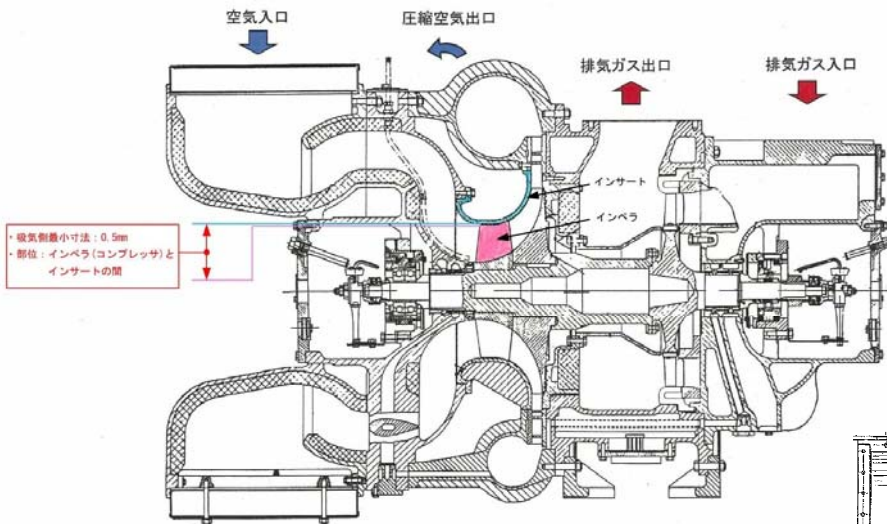 空気入口
圧縮空気出口
排気ガス出口
排気ガス入口
インサート
インペラ
・吸気側最小寸法：0.5mm
・部位：インペラ(コンプレッサ)と
インサートの間